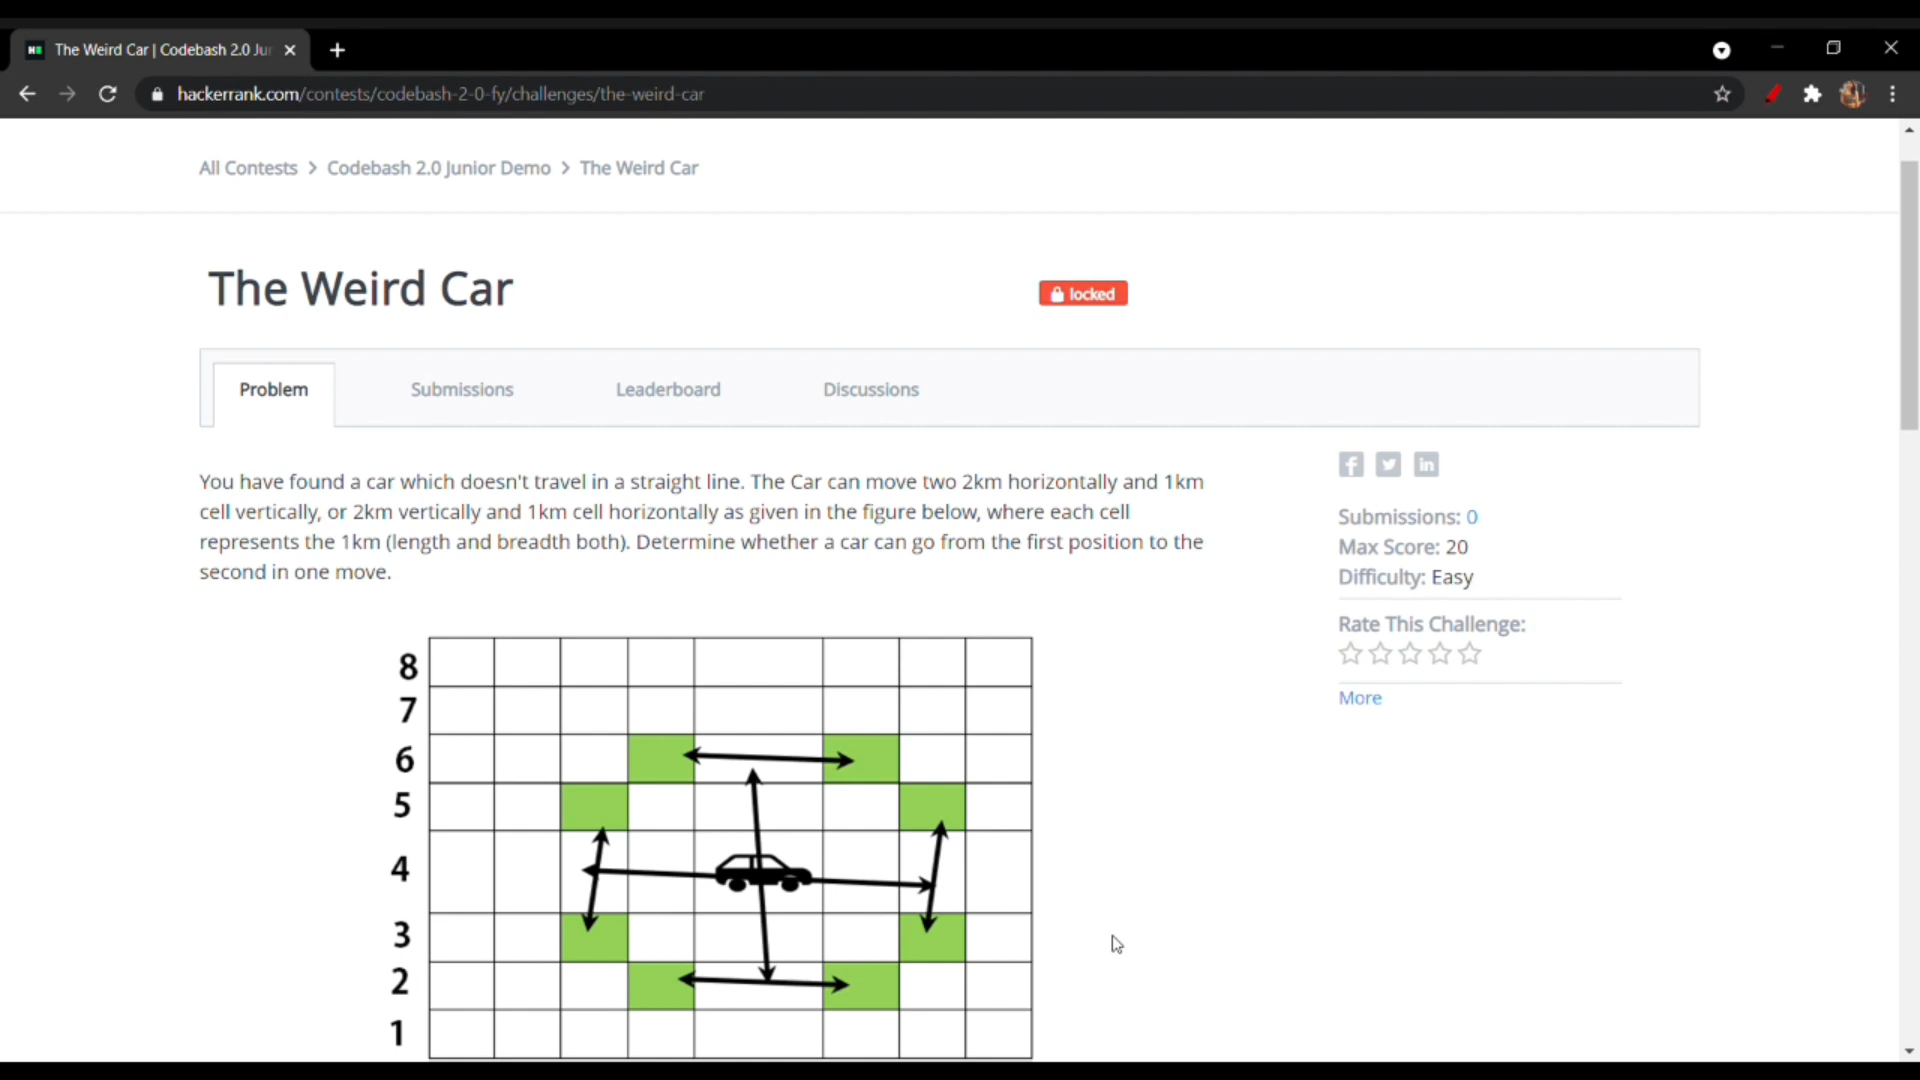 The Weird Car | Codebash 2.0 Ju
hackerrank.com/contests/codebash-2-0-fy/challenges/the-weird-car
All Contests > Codebash 2.0 Junior Demo > The Weird Car
The Weird Car
locked
Problem Submissions Leaderboard Discussions
You have found a car which doesn't travel in a straight line. The Car can move two 2km horizontally and 1km
cell vertically, or 2km vertically and 1km cell horizontally as given in the figure below, where each cell
represents the 1km (length and breadth both). Determine whether a car can go from the first position to the
second in one move.
Submissions: 0
Max Score: 20
Difficulty: Easy
Rate This Challenge:
More
8
7
6
5
4
3
2
1